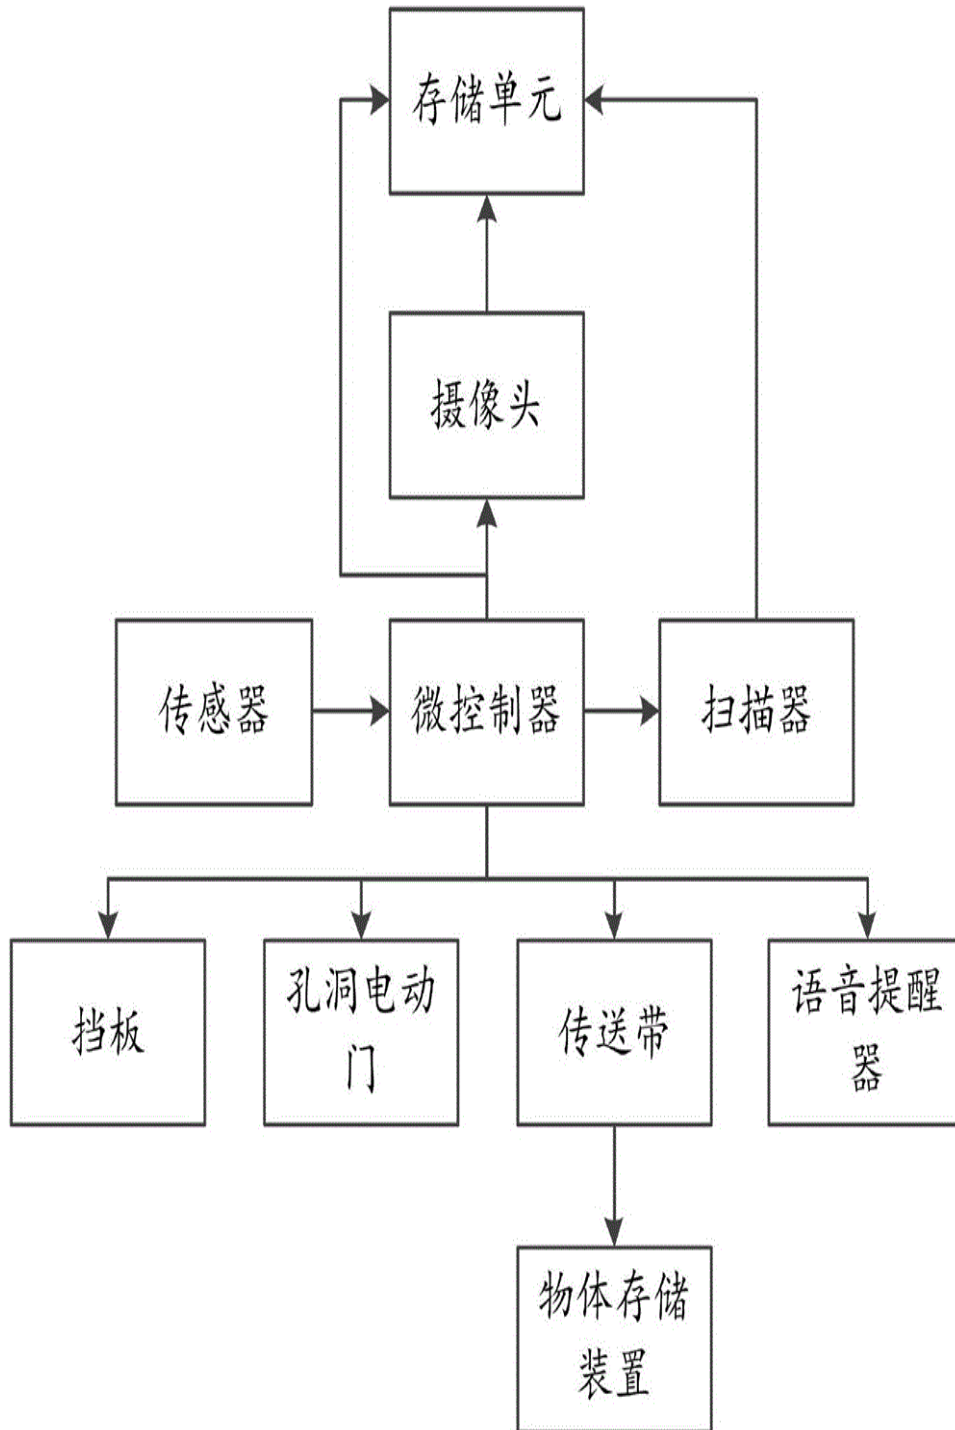 存储单元
摄像头
传感器
微控制器
扫描器
挡板
孔洞电动
门
传送带
语音提醒
器
物体存储
装置